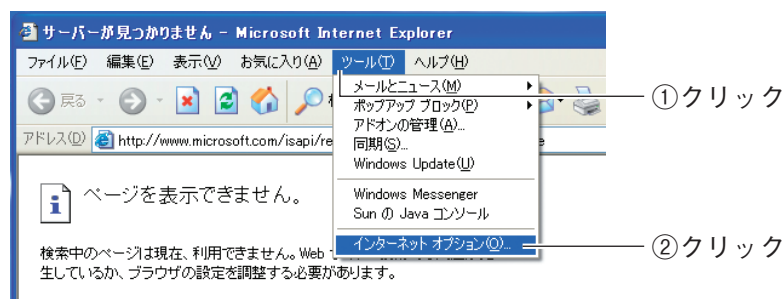 サーバーが見つかりません - Microsoft Internet Explorer
ファイル(F) 編集(E) 表示(V) お気に入り(A) ツール(T) ヘルプ(H)
メールとニュース(M)
戻る
ポップアップ ブロック(P)
①クリック
アドオンの管理(A)...
アドレス(D) http://www.microsoft.com/isapi/re
同期(S)...
Windows Update(U)
ページを表示できません。
Windows Messenger
Sun の Java コンソール
インターネット オプション(O)...
②クリック
検索中のページは現在、利用できません。Web
生しているか、ブラウザの設定を調整する必要があります。